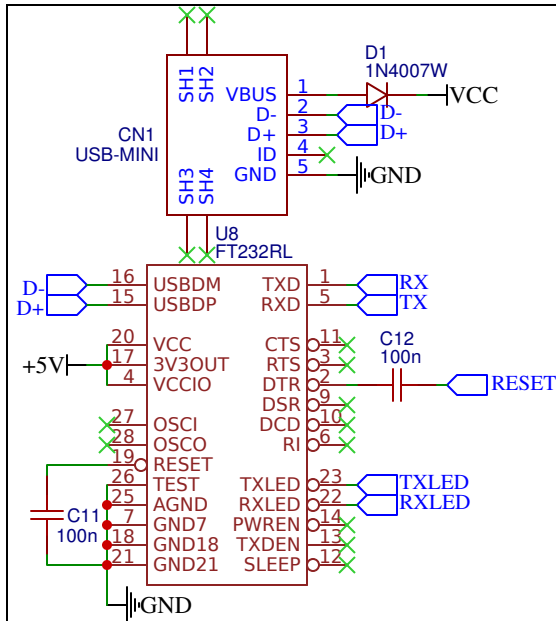 SH1 SH2
D1
1N4007W
VBUS 1
VCC
D- 2 D-
CN1
D+ 3 D+
USB-MINI
ID 4
GND 5 GND
SH3 SH4
U8
FT232RL
D- 16 USBDM TXD 1 RX
D+ 15 USBDP RXD 5 TX
20 VCC CTS 11
C12
+5V 17 3V3OUT RTS 3
100n
4 VCCIO DTR 2 RESET
DSR 9
27 OSCI DCD 10
28 OSCO RI 6
19 RESET
26 TEST TXLED 23 TXLED
25 AGND RXLED 22 RXLED
C11
7 GND7 PWREN 14
100n
18 GND18 TXDEN 13
21 GND21 SLEEP 12
GND